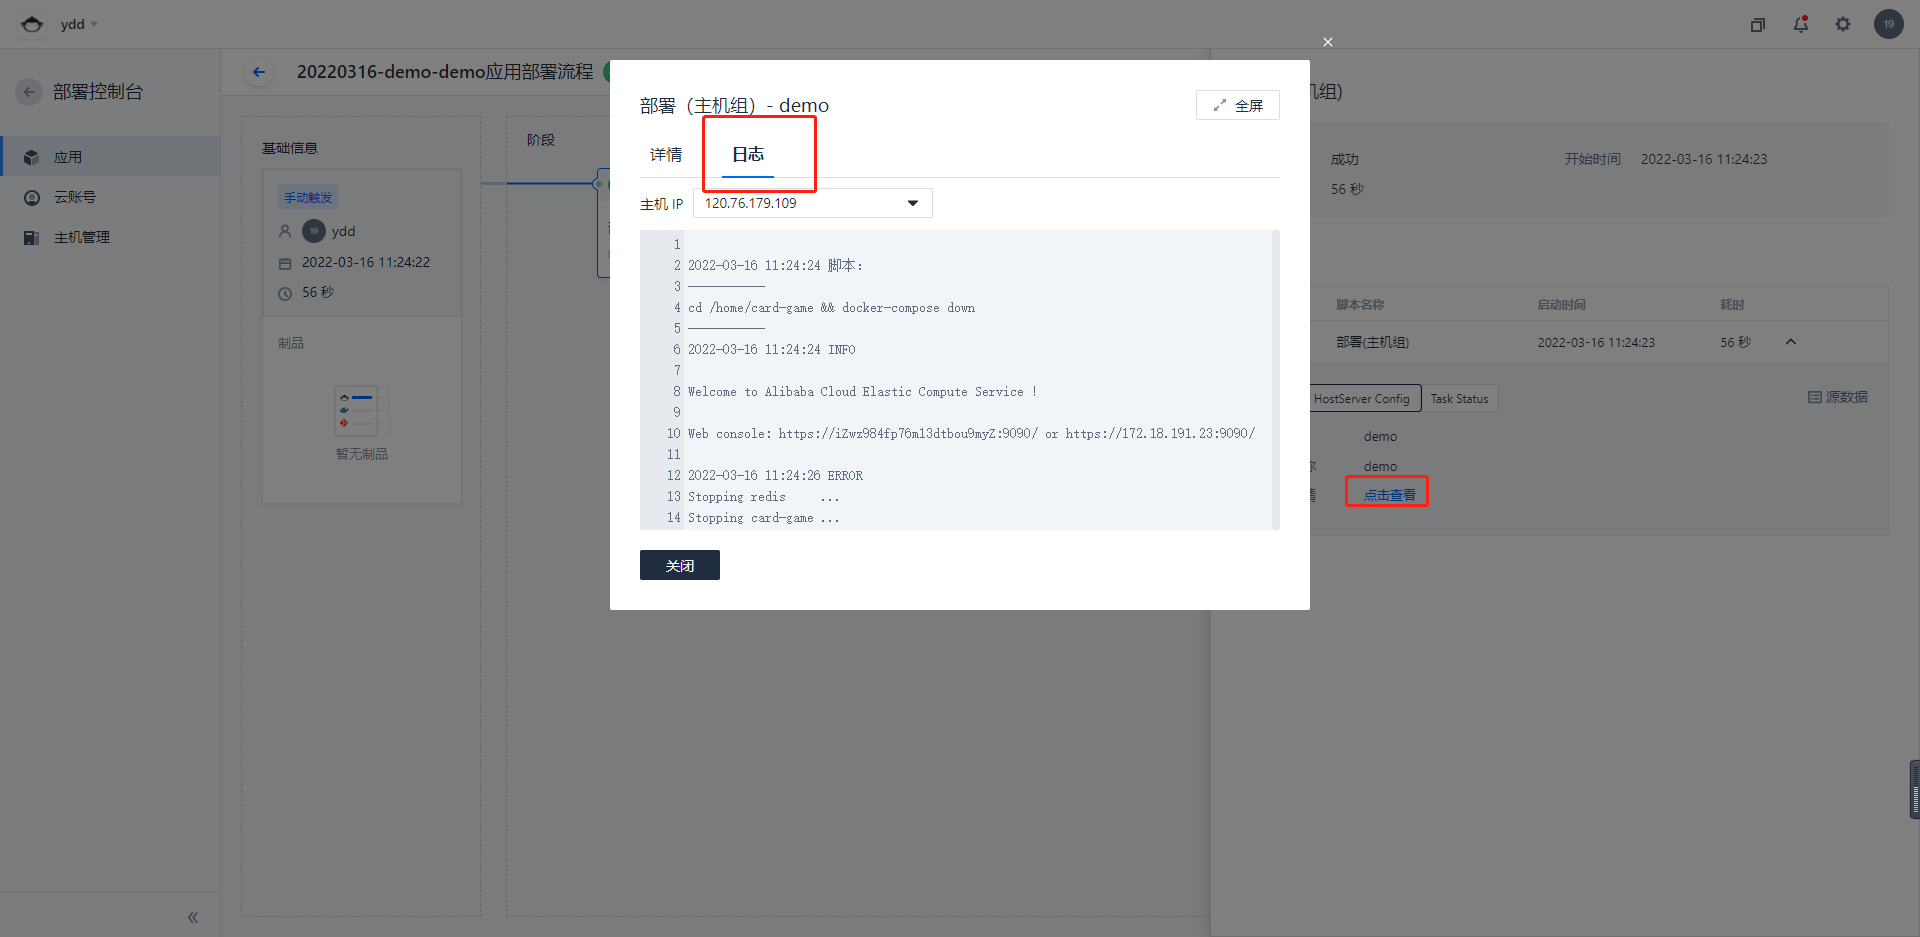 ydd
19
部署控制台
应用
云账号
主机管理
20220316-demo-demo应用部署流程
基础信息
手动触发
19 ydd
2022-03-16 11:24:22
56 秒
制品
暂无制品
阶段
部署（主机组）- demo
全屏
详情
日志
主机 IP 120.76.179.109
1
2 2022-03-16 11:24:24 脚本：
3 ———————————
4 cd /home/card-game && docker-compose down
5 ———————————
6 2022-03-16 11:24:24 INFO
7
8 Welcome to Alibaba Cloud Elastic Compute Service !
9
10 Web console: https://iZwz984fp76m13dtbou9myZ:9090/ or https://172.18.191.23:9090/
11
12 2022-03-16 11:24:26 ERROR
13 Stopping redis ...
14 Stopping card-game ...
关闭
机组)
成功
开始时间 2022-03-16 11:24:23
56 秒
脚本名称 启动时间 耗时
部署(主机组) 2022-03-16 11:24:23 56 秒
HostServer Config Task Status
源数据
demo
demo
点击查看